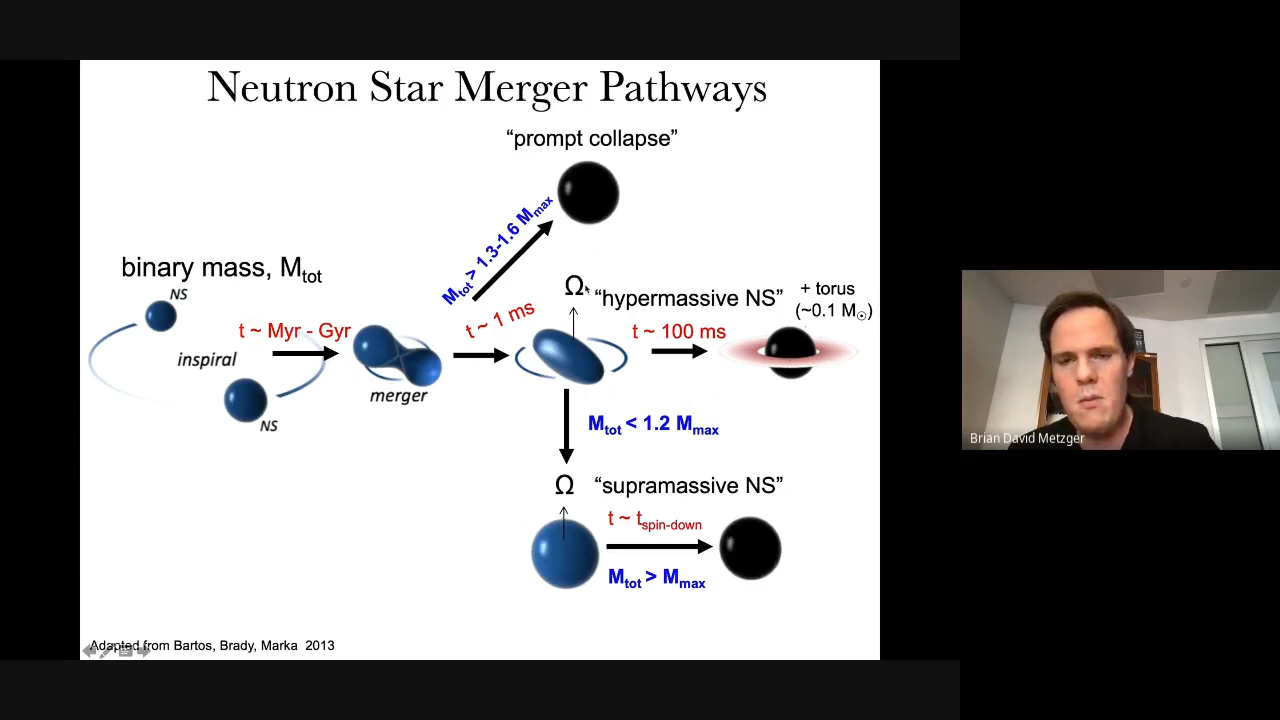 Neutron Star Merger Pathways
“prompt collapse”
Mtot > 1.3-1.6 Mmax
binary mass, Mtot
NS
t ~ Myr - Gyr
inspiral
NS
merger
t ~ 1 ms
Ω
“hypermassive NS”
t ~ 100 ms
+ torus
(~0.1 M☉)
Mtot < 1.2 Mmax
Ω
“supramassive NS”
t ~ tspin-down
Mtot > Mmax
Adapted from Bartos, Brady, Marka 2013
Brian David Metzger